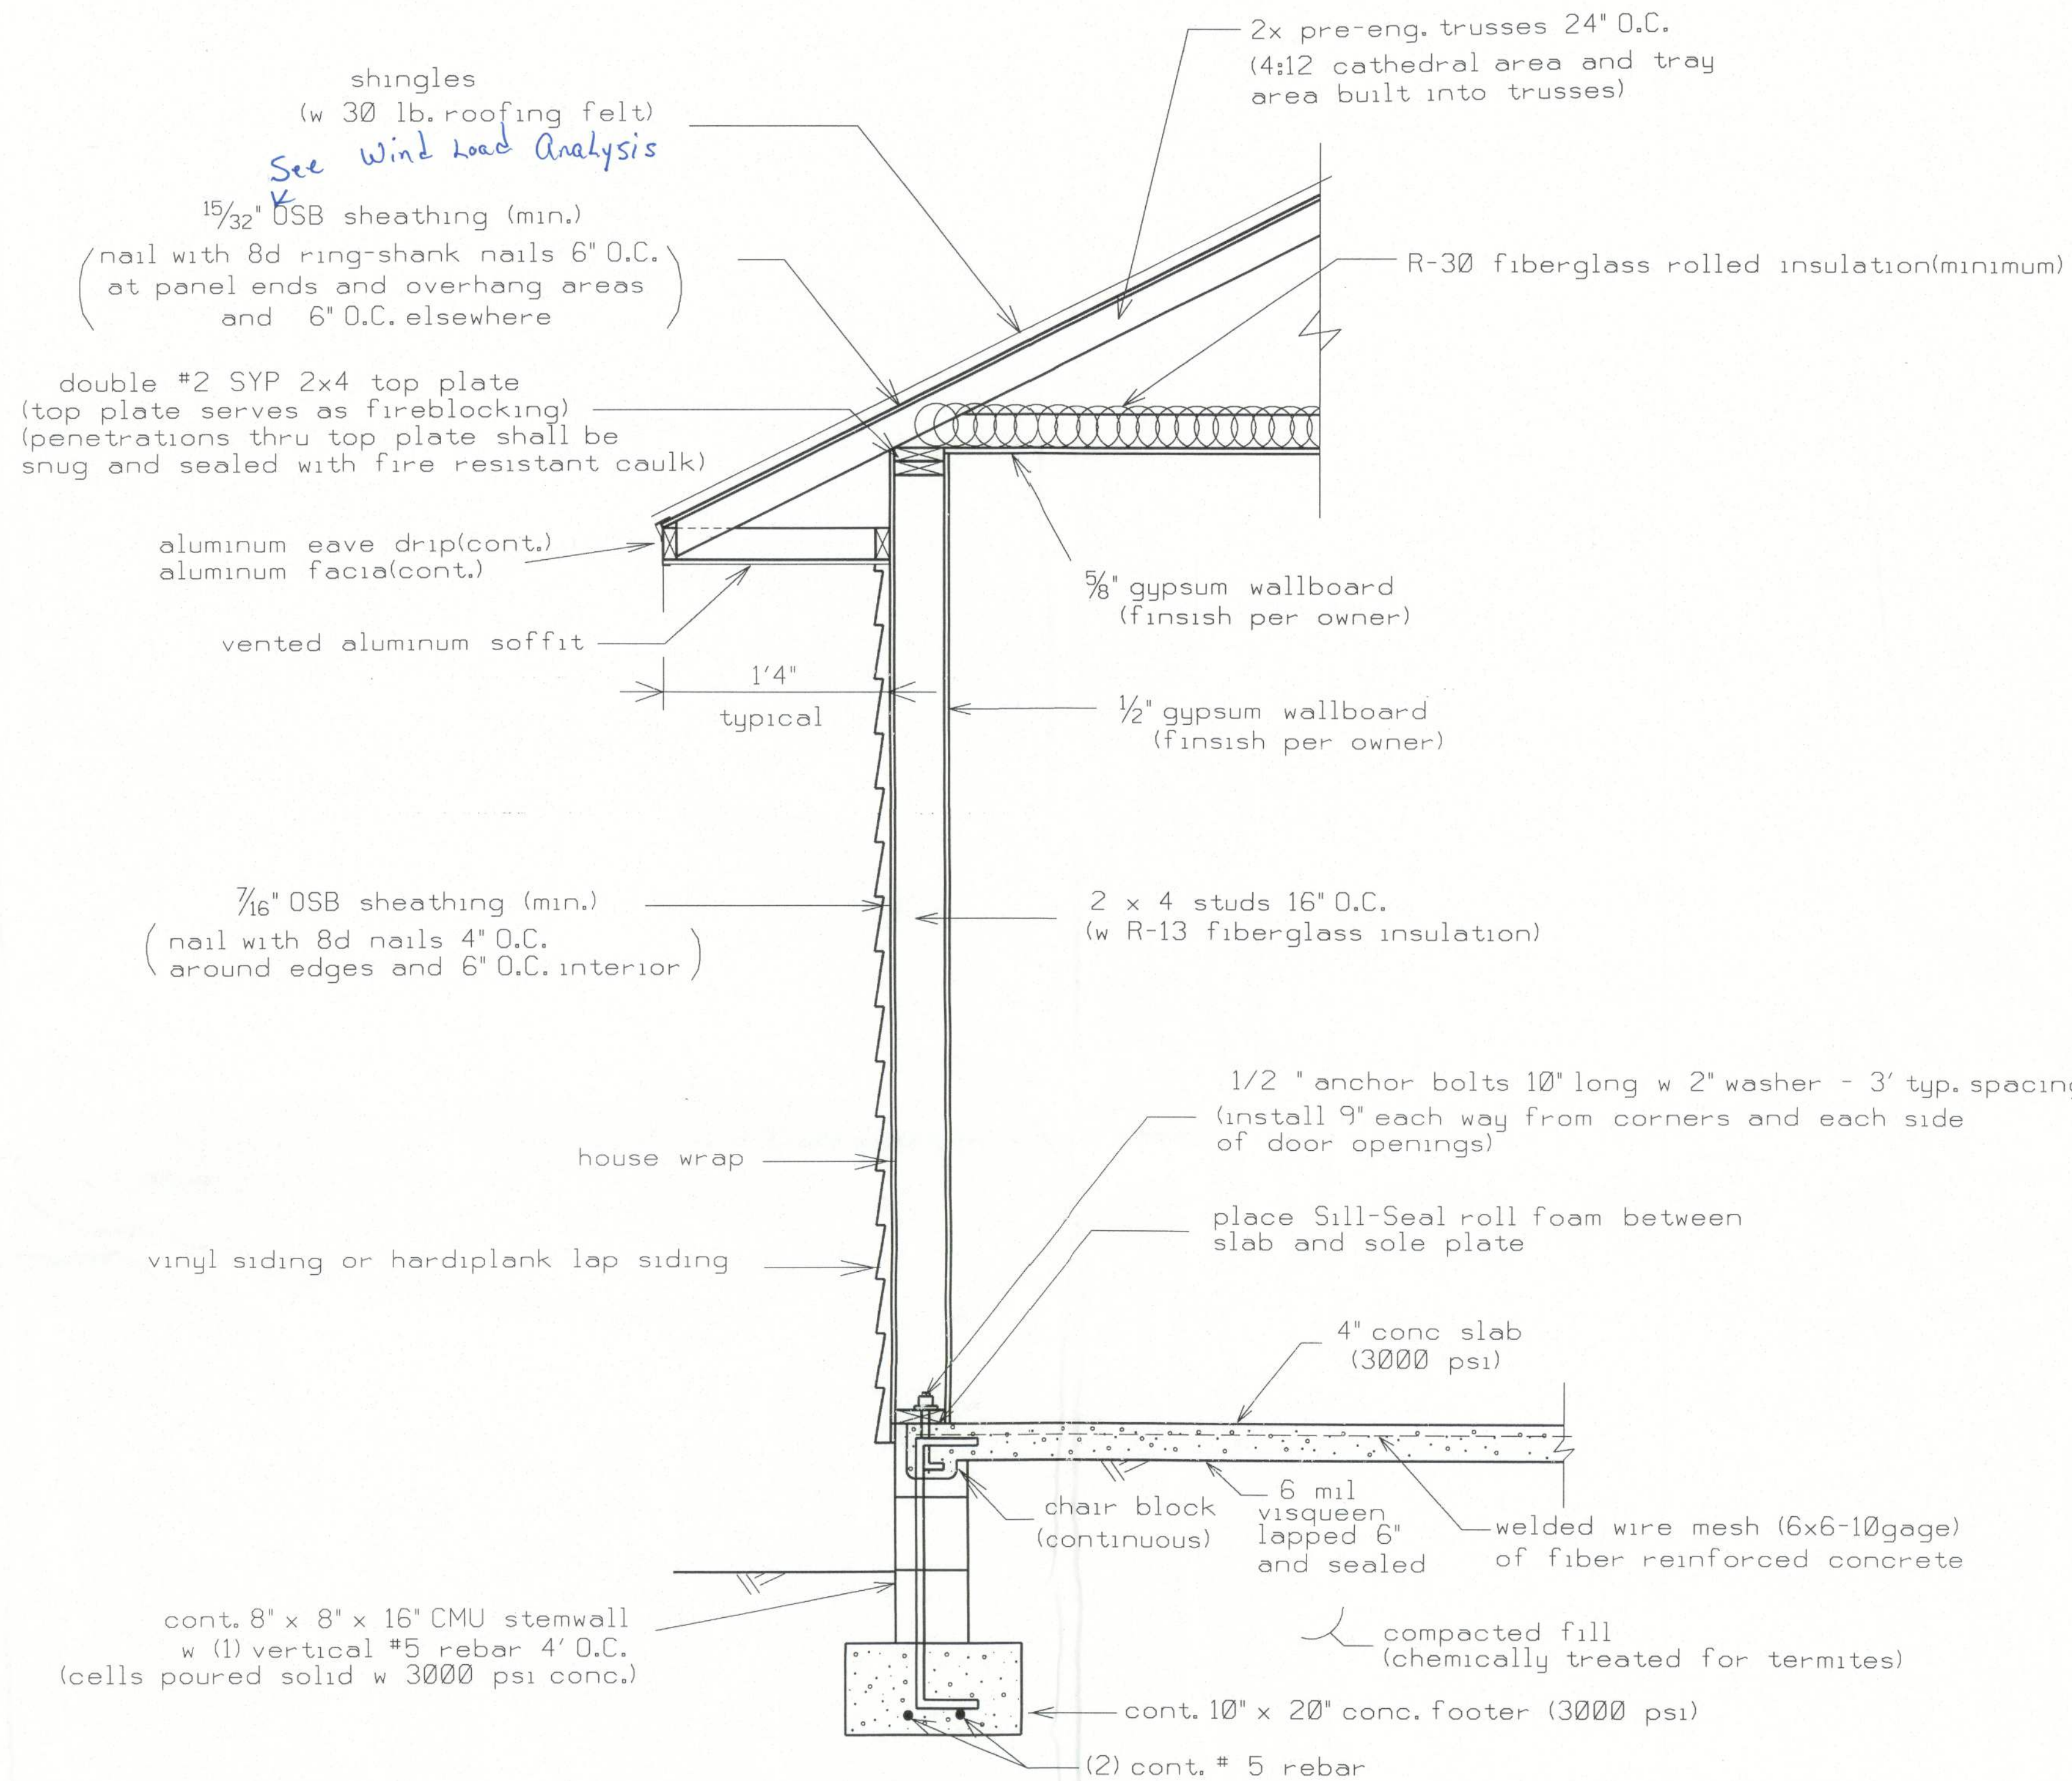 2x pre-eng. trusses 24" O.C.
(4:12 cathedral area and tray
area built into trusses)
shingles
(w 30 lb. roofing felt)
See Wind Load Analysis
15/32" OSB sheathing (min.)
(nail with 8d ring-shank nails 6" O.C.
at panel ends and overhang areas
and 6" O.C. elsewhere)
R-30 fiberglass rolled insulation(minimum)
double #2 SYP 2x4 top plate
(top plate serves as fireblocking)
(penetrations thru top plate shall be
snug and sealed with fire resistant caulk)
aluminum eave drip(cont.)
aluminum facia(cont.)
5/8" gypsum wallboard
(finsish per owner)
vented aluminum soffit
1'4"
typical
1/2" gypsum wallboard
(finsish per owner)
7/16" OSB sheathing (min.)
(nail with 8d nails 4" O.C.
around edges and 6" O.C. interior)
2 x 4 studs 16" O.C.
(w R-13 fiberglass insulation)
1/2 " anchor bolts 10" long w 2" washer - 3' typ. spacing
(install 9" each way from corners and each side
of door openings)
house wrap
place Sill-Seal roll foam between
slab and sole plate
vinyl siding or hardiplank lap siding
4" conc slab
(3000 psi)
chair block
(continuous)
6 mil
visqueen
lapped 6"
and sealed
welded wire mesh (6x6-10gage)
of fiber reinforced concrete
cont. 8" x 8" x 16" CMU stemwall
w (1) vertical #5 rebar 4' O.C.
(cells poured solid w 3000 psi conc.)
compacted fill
(chemically treated for termites)
cont. 10" x 20" conc. footer (3000 psi)
(2) cont. # 5 rebar